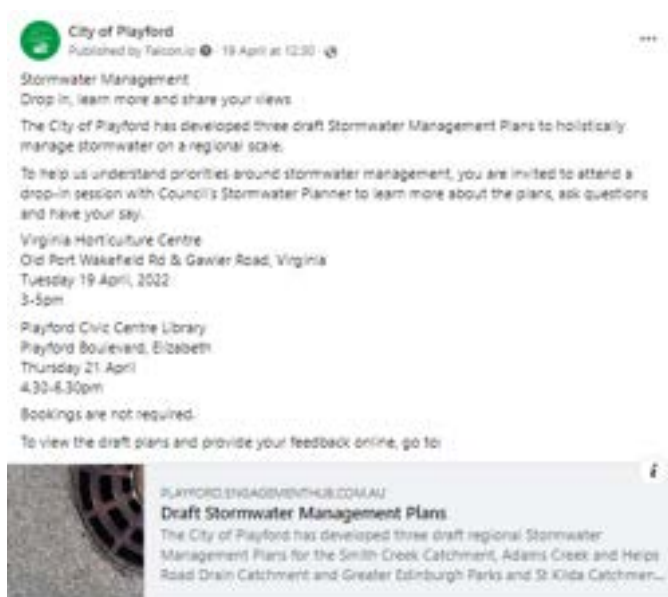 City of Playford
Published by Falcon.io · 19 April at 12:30
Stormwater Management
Drop in, learn more and share your views
The City of Playford has developed three draft Stormwater Management Plans to holistically
manage stormwater on a regional scale.
To help us understand priorities around stormwater management, you are invited to attend a
drop-in session with Council's Stormwater Planner to learn more about the plans, ask questions
and have your say.
Virginia Horticulture Centre
Old Port Wakefield Rd & Gawler Road, Virginia
Tuesday 19 April, 2022
3-5pm
Playford Civic Centre Library
Playford Boulevard, Elizabeth
Thursday 21 April
4.30-6.30pm
Bookings are not required.
To view the draft plans and provide your feedback online, go to:
PLAYFORD.ENGAGEMENTHUB.COM.AU
Draft Stormwater Management Plans
The City of Playford has developed three draft regional Stormwater
Management Plans for the Smith Creek Catchment, Adams Creek and Helps
Road Drain Catchment and Greater Edinburgh Parks and St Kilda Catchmen...